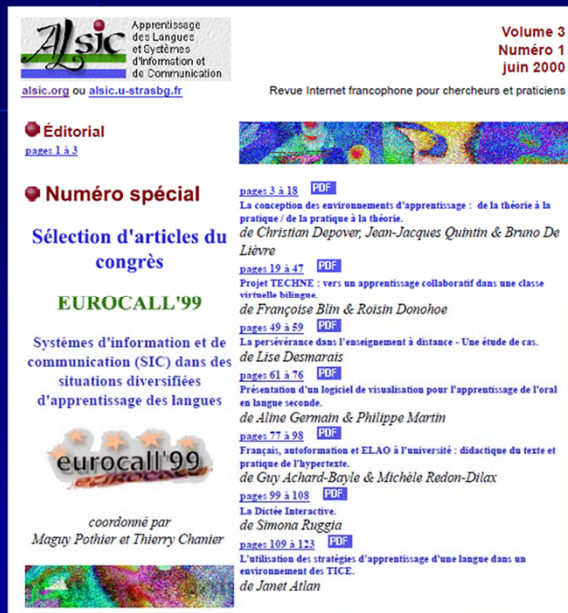 ALSIC
Apprentissage
des Langues
et Systèmes
d'Information et
de Communication
Volume 3
Numéro 1
juin 2000
alsic.org ou alsic.u-strasbg.fr
Revue Internet francophone pour chercheurs et praticiens
Éditorial
pages 1 à 3
Numéro spécial
Sélection d'articles du
congrès
EUROCALL'99
Systèmes d'information et de
communication (SIC) dans des
situations diversifiées
d'apprentissage des langues
eurocall'99
coordonné par
Maguy Pothier et Thierry Chanier
pages 3 à 18 PDF
La conception des environnements d'apprentissage : de la théorie à la
pratique / de la pratique à la théorie.
de Christian Depover, Jean-Jacques Quintin & Bruno De
Lièvre
pages 19 à 47 PDF
Projet TECHNE : vers un apprentissage collaboratif dans une classe
virtuelle bilingue.
de Françoise Blin & Roisin Donohoe
pages 49 à 59 PDF
La persévérance dans l'enseignement à distance - Une étude de cas.
de Lise Desmarais
pages 61 à 76 PDF
Présentation d'un logiciel de visualisation pour l'apprentissage de l'oral
en langue seconde.
de Aline Germain & Philippe Martin
pages 77 à 98 PDF
Français, autoformation et ELAO à l'université : didactique du texte et
pratique de l'hypertexte.
de Guy Achard-Bayle & Michèle Redon-Dilax
pages 99 à 108 PDF
La Dictée Interactive.
de Simona Ruggia
pages 109 à 123 PDF
L'utilisation des stratégies d'apprentissage d'une langue dans un
environnement des TICE.
de Janet Atlan